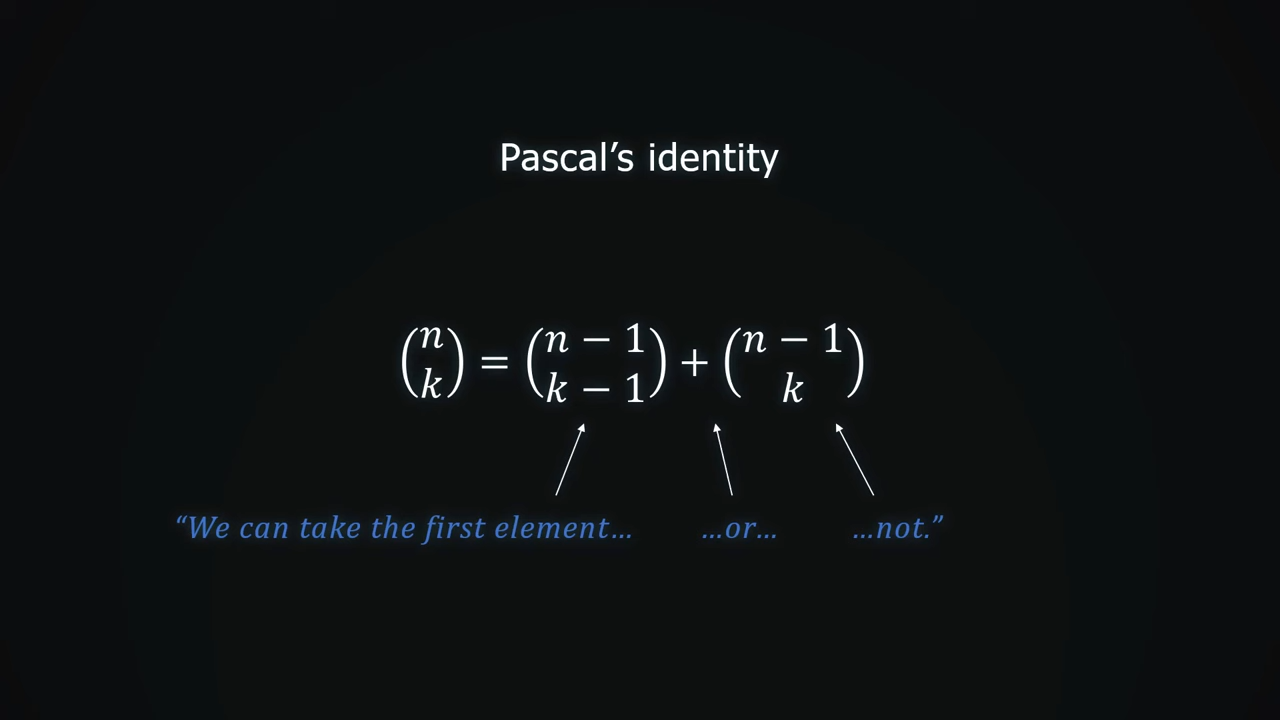 Pascal’s identity
(n k) = (n − 1 k − 1) + (n − 1 k)
“We can take the first element… …or… …not.”